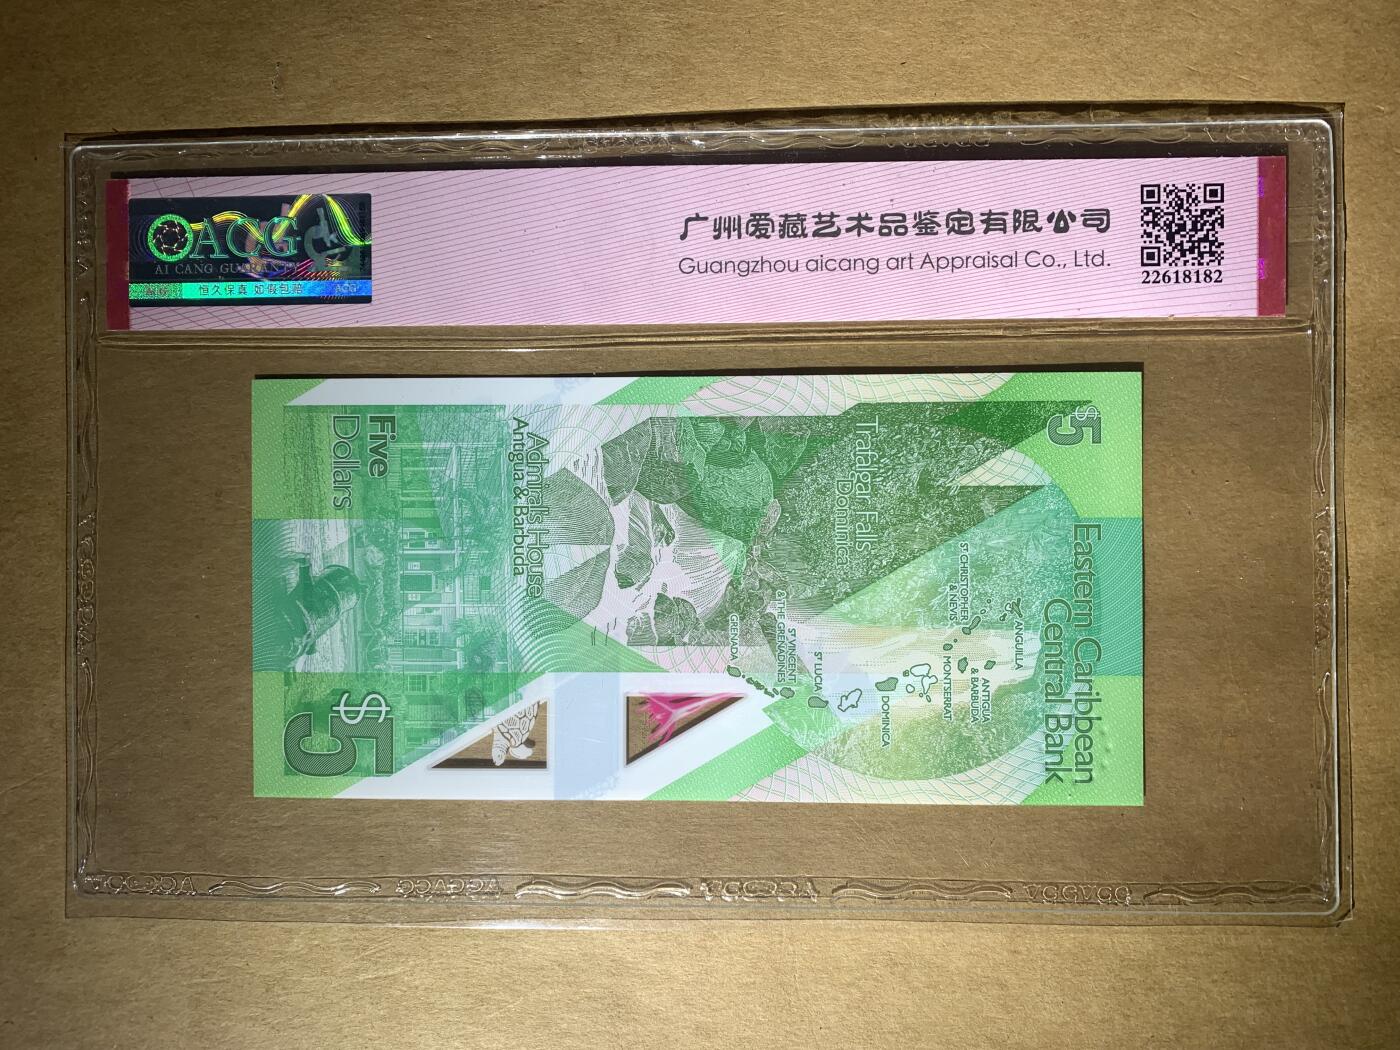 ACG
AI CANG GUARANTY
恒久保真 如假包赔
ACG
广州爱藏艺术品鉴定有限公司
Guangzhou aicang art Appraisal Co., Ltd.
22618182
$5
Eastern Caribbean
Central Bank
Trafalgar Falls
Dominica
ST CHRISTOPHER
& NEVIS
ANGUILLA
ANTIGUA
& BARBUDA
MONTSERRAT
DOMINICA
ST LUCIA
ST VINCENT
& THE GRENADINES
GRENADA
Admiral's House
Antigua & Barbuda
Five
Dollars
$5